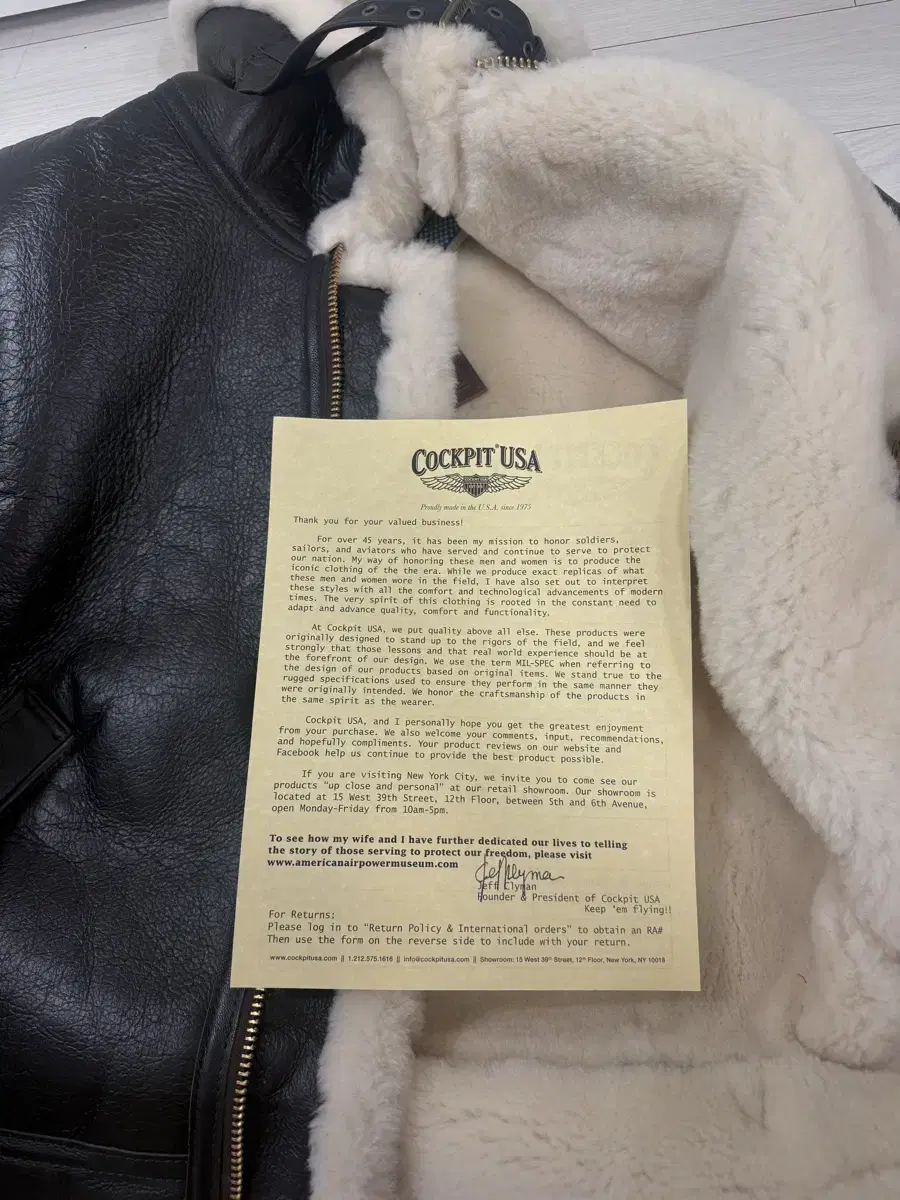 COCKPIT® USA
COCKPIT USA
Proudly made in the U.S.A. since 1975
Thank you for your valued business!
For over 45 years, it has been my mission to honor soldiers,
sailors, and aviators who have served and continue to serve to protect
our nation. My way of honoring these men and women is to produce the
iconic clothing of the the era. While we produce exact replicas of what
these men and women wore in the field, I have also set out to interpret
these styles with all the comfort and technological advancements of modern
times. The very spirit of this clothing is rooted in the constant need to
adapt and advance quality, comfort and functionality.
At Cockpit USA, we put quality above all else. These products were
originally designed to stand up to the rigors of the field, and we feel
strongly that those lessons and that real world experience should be at
the forefront of our design. We use the term MIL-SPEC when referring to
the design of our products based on original items. We stand true to the
rugged specifications used to ensure they perform in the same manner they
were originally intended. We honor the craftsmanship of the products in
the same spirit as the wearer.
Cockpit USA, and I personally hope you get the greatest enjoyment
from your purchase. We also welcome your comments, input, recommendations,
and hopefully compliments. Your product reviews on our website and
Facebook help us continue to provide the best product possible.
If you are visiting New York City, we invite you to come see our
products "up close and personal" at our retail showroom. Our showroom is
located at 15 West 39th Street, 12th Floor, between 5th and 6th Avenue,
open Monday-Friday from 10am-5pm.
To see how my wife and I have further dedicated our lives to telling
the story of those serving to protect our freedom, please visit
www.americanairpowermuseum.com
Jeff Clyman
Jeff Clyman
Founder & President of Cockpit USA
Keep 'em flying!!
For Returns:
Please log in to "Return Policy & International orders" to obtain an RA#
Then use the form on the reverse side to include with your return.
www.cockpitusa.com || 1.212.575.1616 || info@cockpitusa.com || Showroom: 15 West 39th Street, 12th Floor, New York, NY 10018